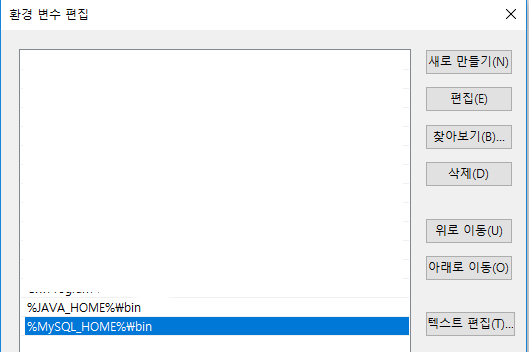 환경 변수 편집
새로 만들기(N)
편집(E)
찾아보기(B)...
삭제(D)
위로 이동(U)
아래로 이동(O)
%JAVA_HOME%₩bin
%MySQL_HOME%₩bin
텍스트 편집(T)...